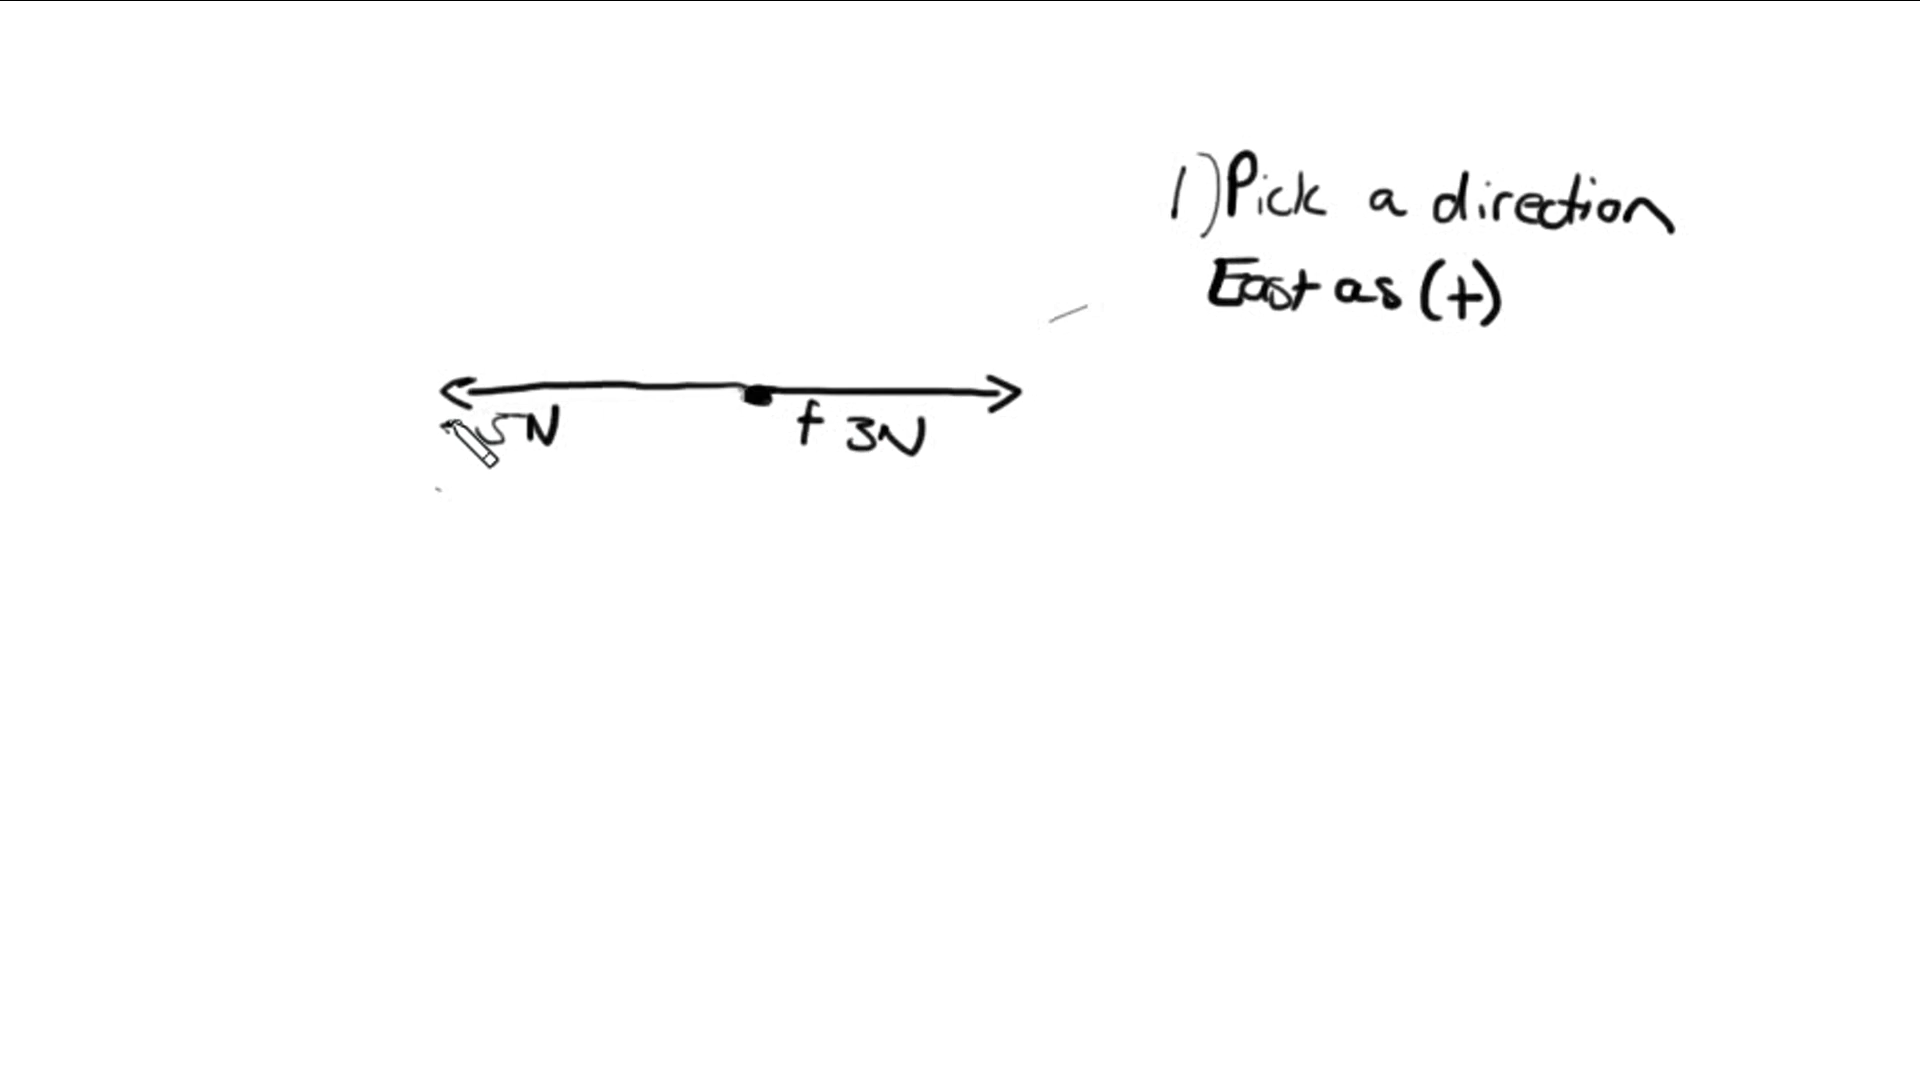 1) Pick a direction
East as (+)
5N
+ 3N